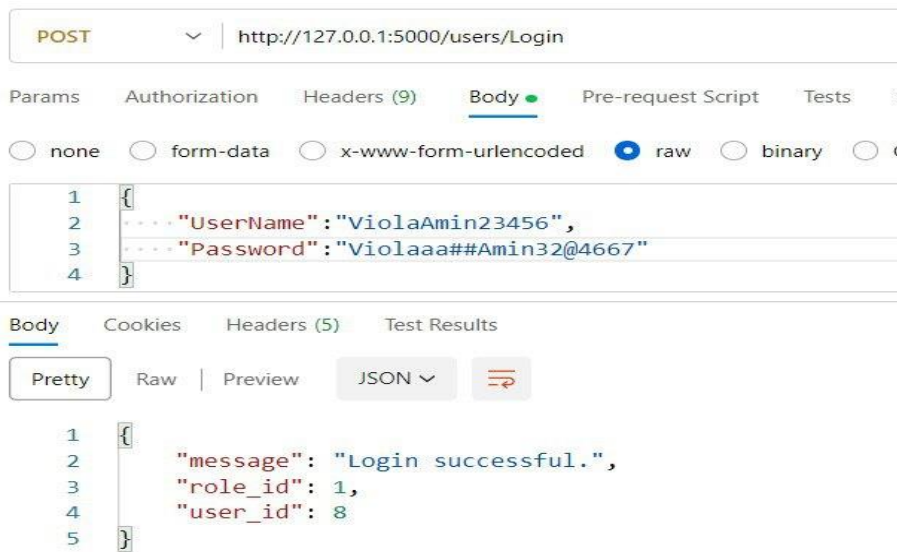 POST http://127.0.0.1:5000/users/Login
Params Authorization Headers (9) Body Pre-request Script Tests
none form-data x-www-form-urlencoded raw binary
1 {
2 "UserName":"ViolaAmin23456",
3 "Password":"Violaaa##Amin32@4667"
4 }
Body Cookies Headers (5) Test Results
Pretty Raw | Preview JSON
1 {
2 "message": "Login successful.",
3 "role_id": 1,
4 "user_id": 8
5 }